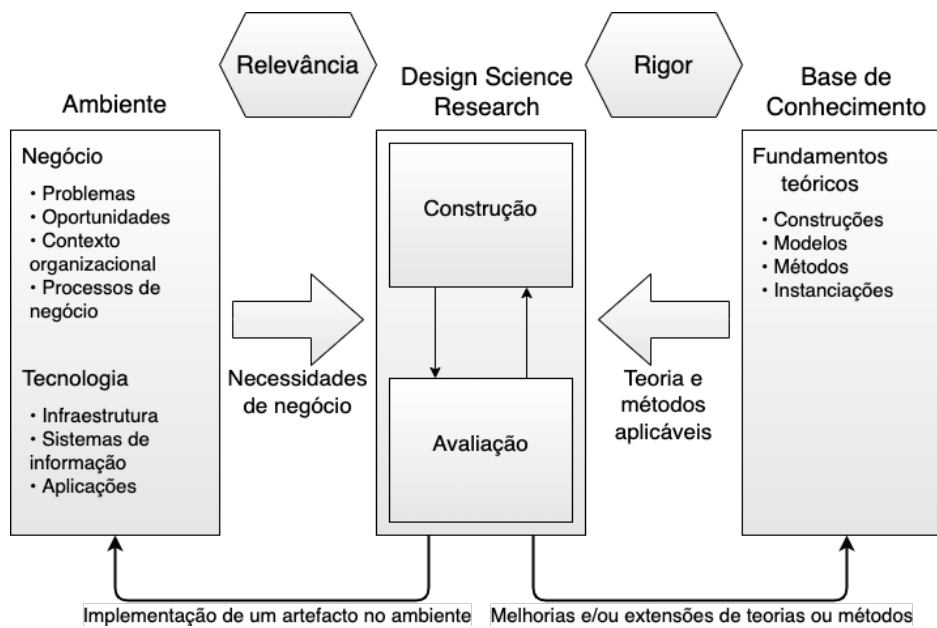 Relevância
Rigor
Ambiente
Design Science
Research
Base de
Conhecimento
Negócio
• Problemas
• Oportunidades
• Contexto
organizacional
• Processos de
negócio
Tecnologia
• Infraestrutura
• Sistemas de
informação
• Aplicações
Necessidades
de negócio
Construção
Avaliação
Teoria e
métodos
aplicáveis
Fundamentos
teóricos
• Construções
• Modelos
• Métodos
• Instanciações
Implementação de um artefacto no ambiente
Melhorias e/ou extensões de teorias ou métodos